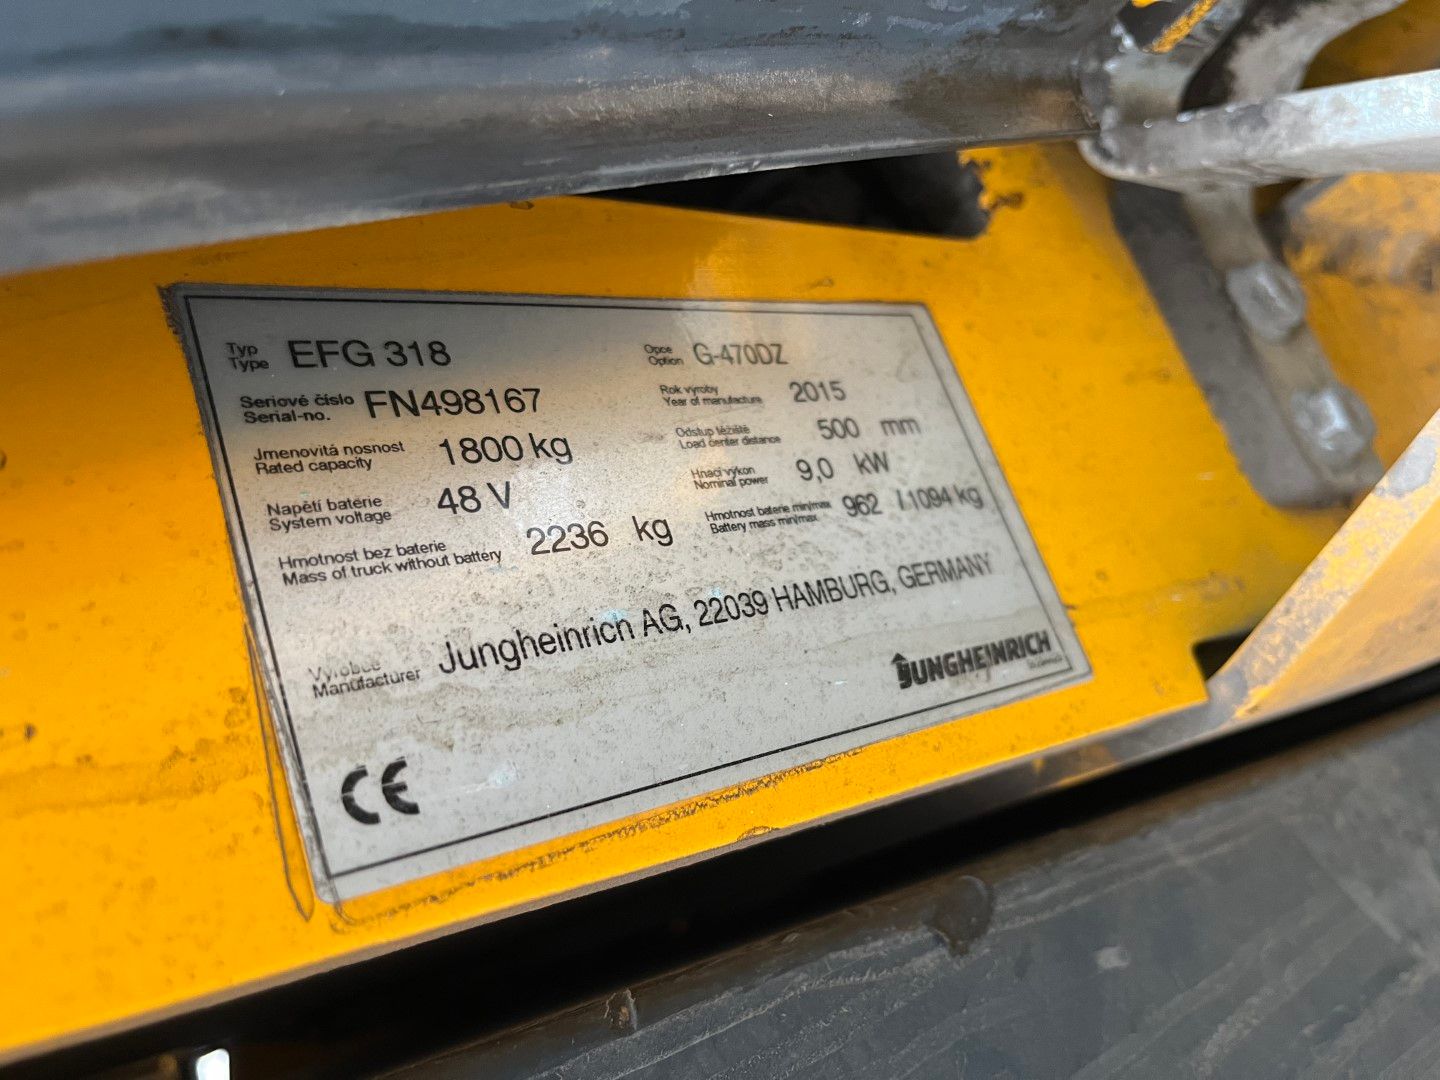 Typ EFG 318 Opce G-470DZ
Type Option
Seriové číslo FN498167 Rok výroby 2015
Serial-no. Year of manufacture
Jmenovitá nosnost 1800 kg Odstup těžiště 500 mm
Rated capacity Load center distance
Napětí baterie 48 V Hnací výkon 9,0 kW
System voltage Nominal power
Hmotnost bez baterie 2236 kg Hmotnost baterie min/max 962 / 1094 kg
Mass of truck without battery Battery mass min/max
Výrobce Jungheinrich AG, 22039 HAMBURG, GERMANY
Manufacturer
JUNGHEINRICH
CE